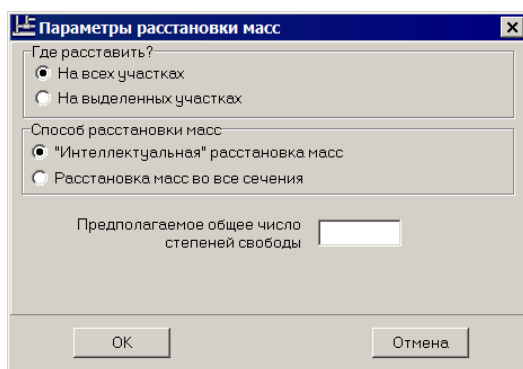 Параметры расстановки масс
Где расставить?
На всех участках
На выделенных участках
Способ расстановки масс
"Интеллектуальная" расстановка масс
Расстановка масс во все сечения
Предполагаемое общее число
степеней свободы
OK
Отмена